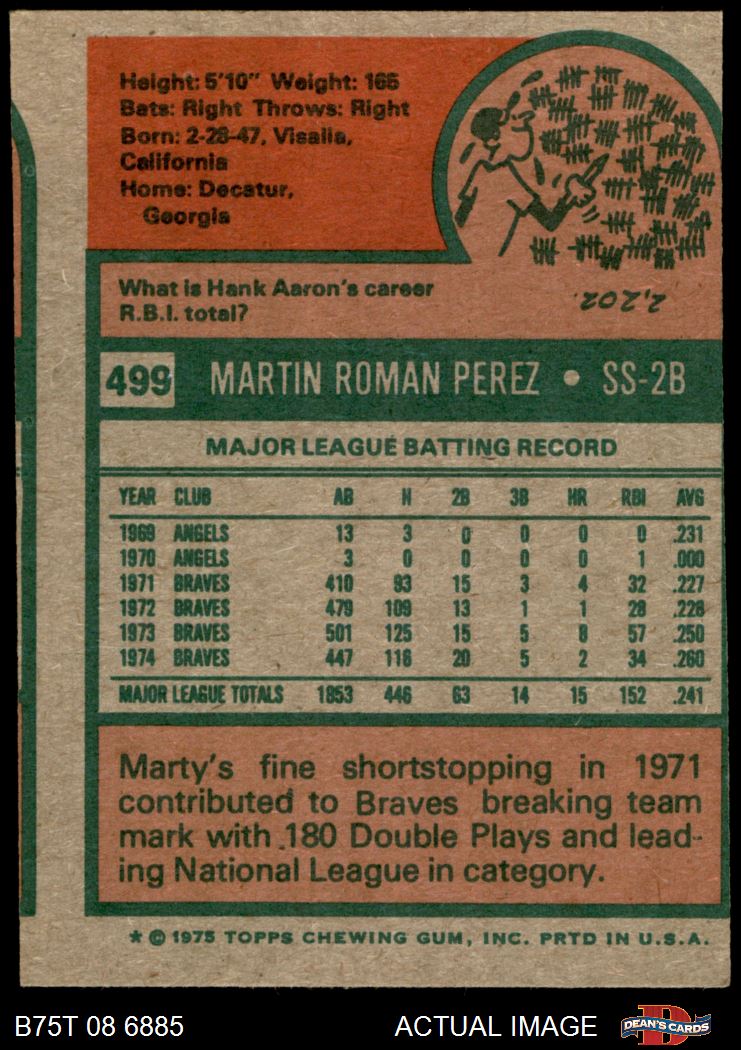 Height: 5'10" Weight: 165
Bats: Right Throws: Right
Born: 2-28-47, Visalia,
California
Home: Decatur,
Georgia
What is Hank Aaron's career
R.B.I. total?
2,202.
499 MARTIN ROMAN PEREZ • SS-2B
MAJOR LEAGUE BATTING RECORD
YEAR CLUB AB H 2B 3B HR RBI AVG
1969 ANGELS 13 3 0 0 0 0 .231
1970 ANGELS 3 0 0 0 0 1 .000
1971 BRAVES 410 93 15 3 4 32 .227
1972 BRAVES 479 109 13 1 1 28 .228
1973 BRAVES 501 125 15 5 8 57 .250
1974 BRAVES 447 116 20 5 2 34 .260
MAJOR LEAGUE TOTALS 1853 446 63 14 15 152 .241
Marty's fine shortstopping in 1971
contributed to Braves breaking team
mark with 180 Double Plays and lead-
ing National League in category.
* © 1975 TOPPS CHEWING GUM, INC. PRTD IN U.S.A.
B75T 08 6885 ACTUAL IMAGE DEAN'S CARDS